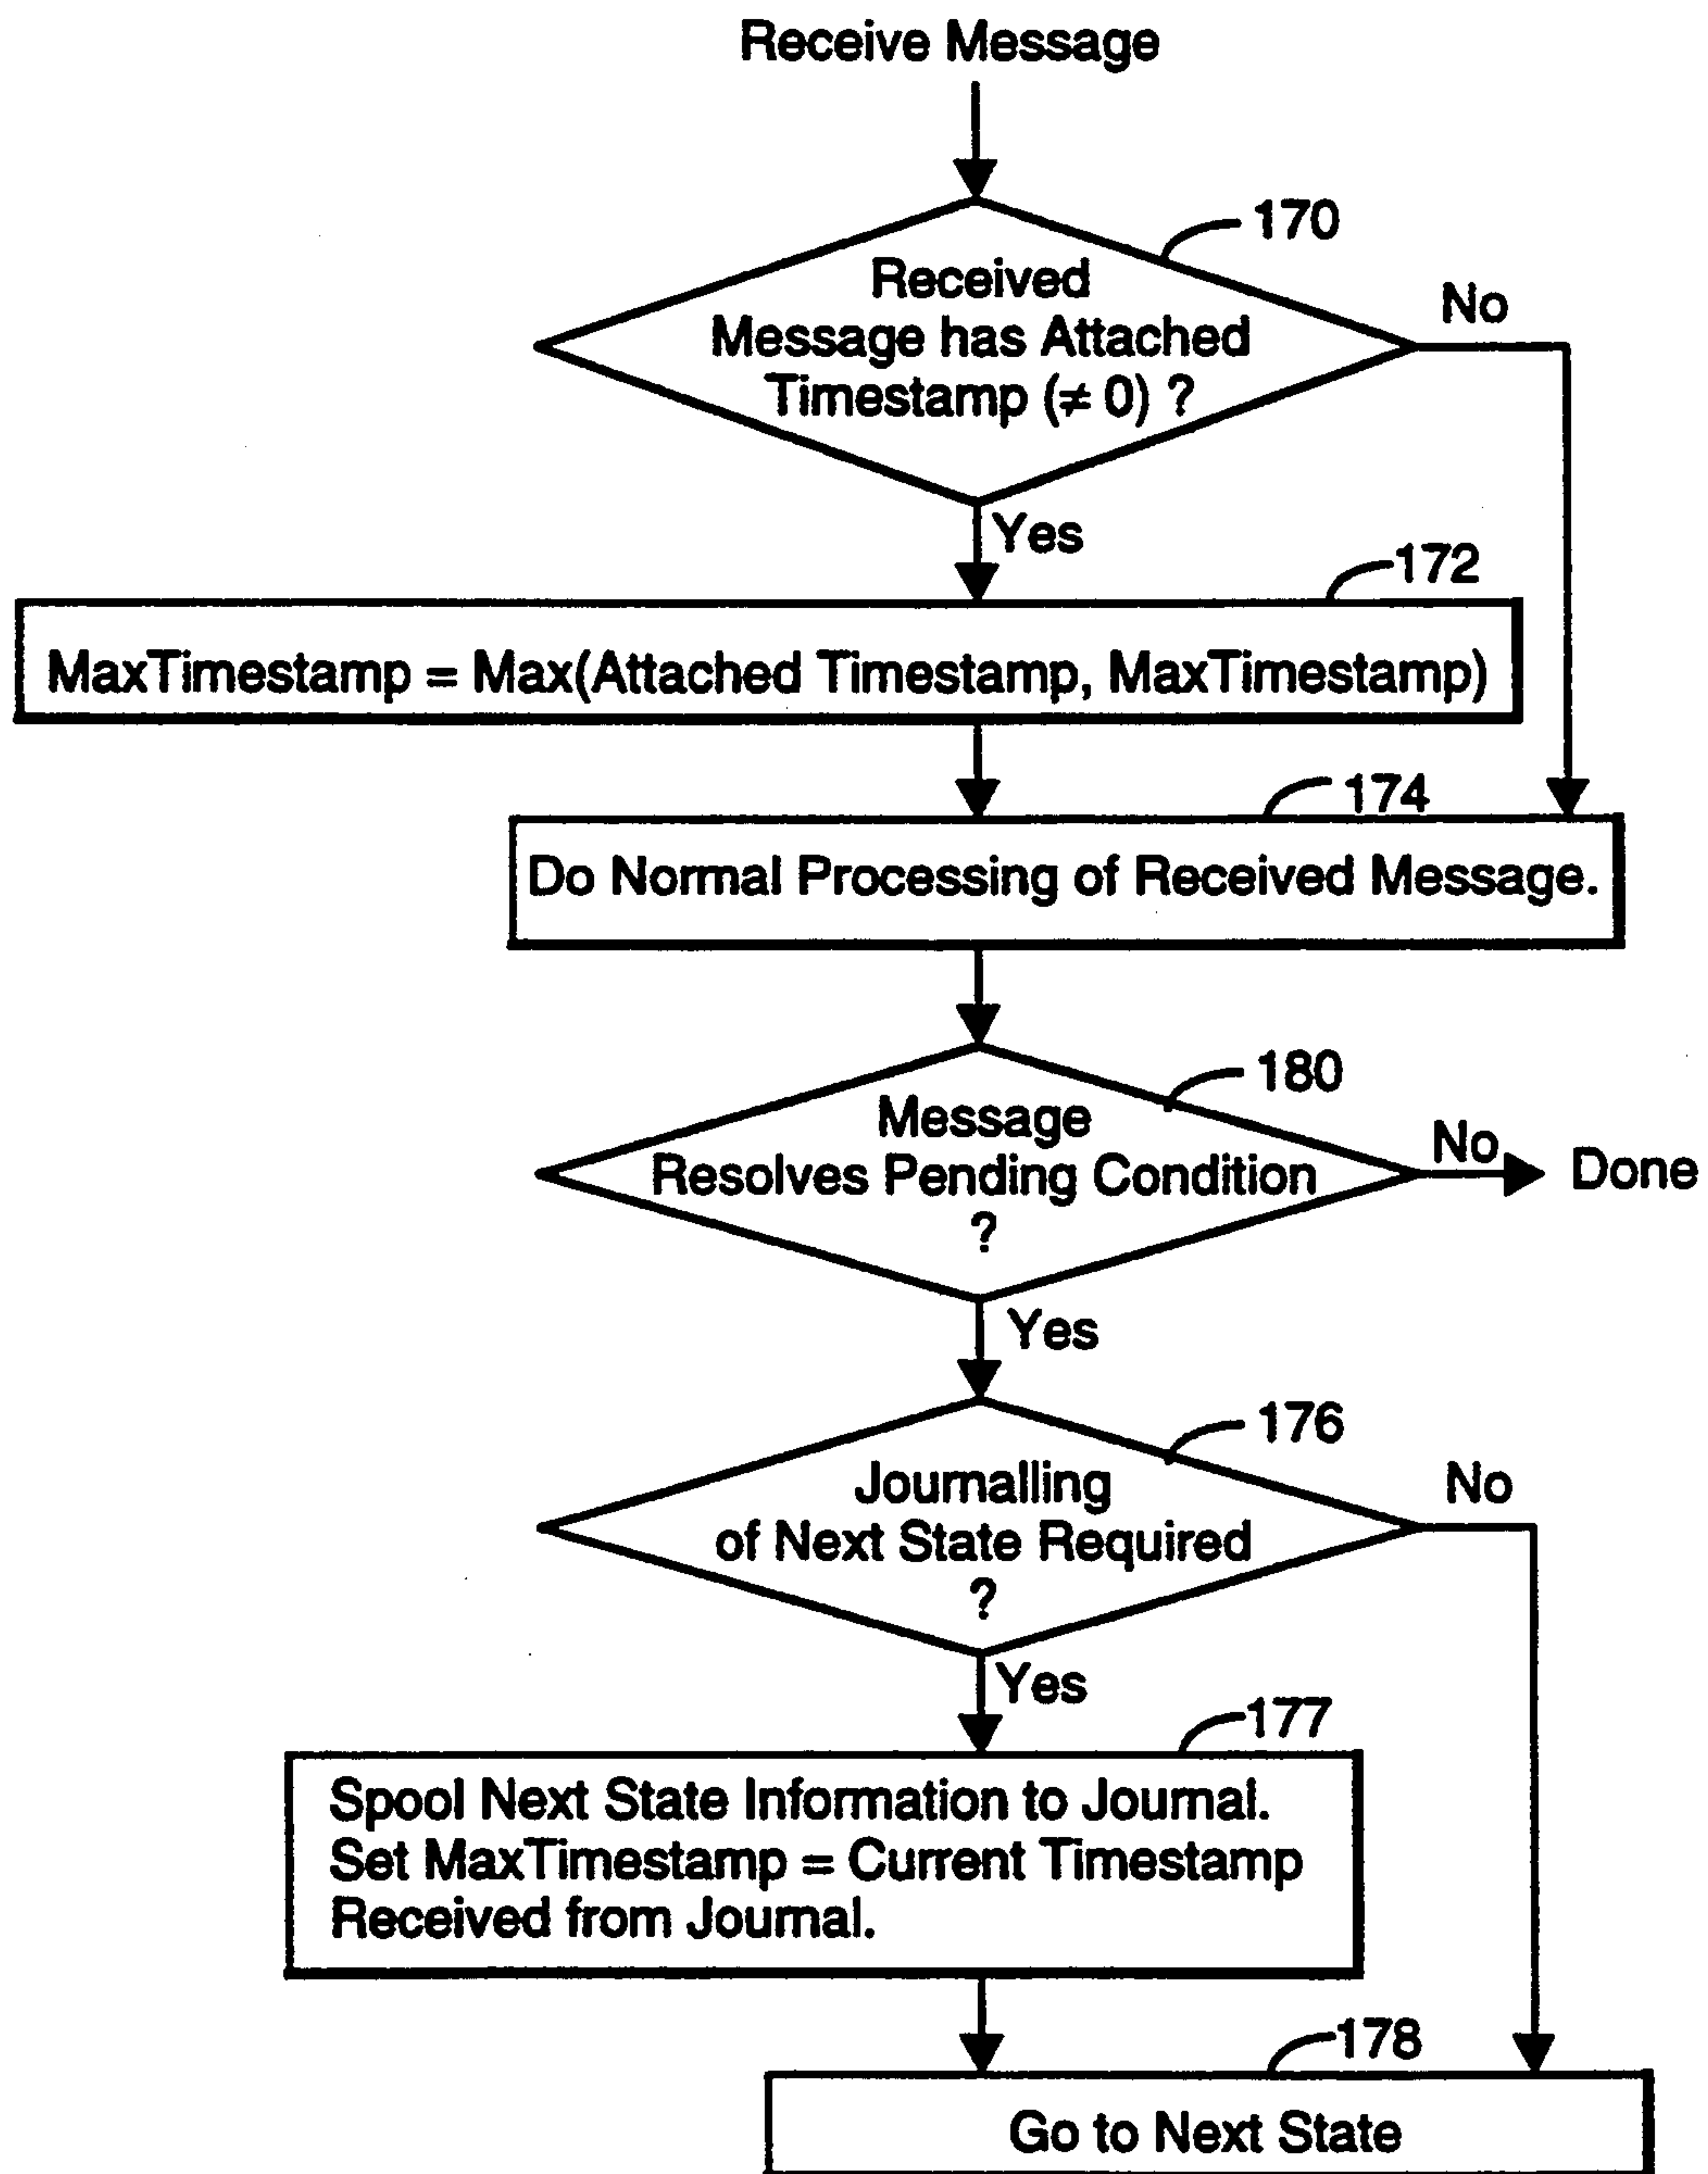 Receive Message
170
Received
Message has Attached
Timestamp (≠ 0) ?
No
Yes
172
MaxTimestamp = Max(Attached Timestamp, MaxTimestamp)
174
Do Normal Processing of Received Message.
180
Message
Resolves Pending Condition
?
No
Done
Yes
176
Journalling
of Next State Required
?
No
Yes
177
Spool Next State Information to Journal.
Set MaxTimestamp = Current Timestamp
Received from Journal.
178
Go to Next State